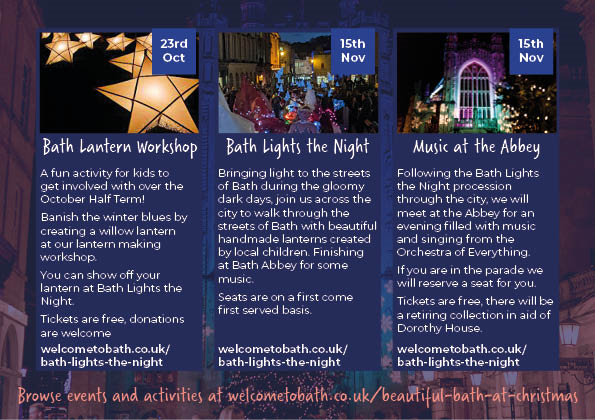 23rd
Oct
Bath Lantern Workshop
A fun activity for kids to
get involved with over the
October Half Term!
Banish the winter blues by
creating a willow lantern
at our lantern making
workshop.
You can show off your
lantern at Bath Lights the
Night.
Tickets are free, donations
are welcome
welcometobath.co.uk/
bath-lights-the-night
15th
Nov
Bath Lights the Night
Bringing light to the streets
of Bath during the gloomy
dark days, join us across the
city to walk through the
streets of Bath with beautiful
handmade lanterns created
by local children. Finishing
at Bath Abbey for some
music.
Seats are on a first come
first served basis.
welcometobath.co.uk/
bath-lights-the-night
15th
Nov
Music at the Abbey
Following the Bath Lights
the Night procession
through the city, we will
meet at the Abbey for an
evening filled with music
and singing from the
Orchestra of Everything.
If you are in the parade we
will reserve a seat for you.
Tickets are free, there will be
a retiring collection in aid of
Dorothy House.
welcometobath.co.uk/
bath-lights-the-night
Browse events and activities at welcometobath.co.uk/beautiful-bath-at-christmas